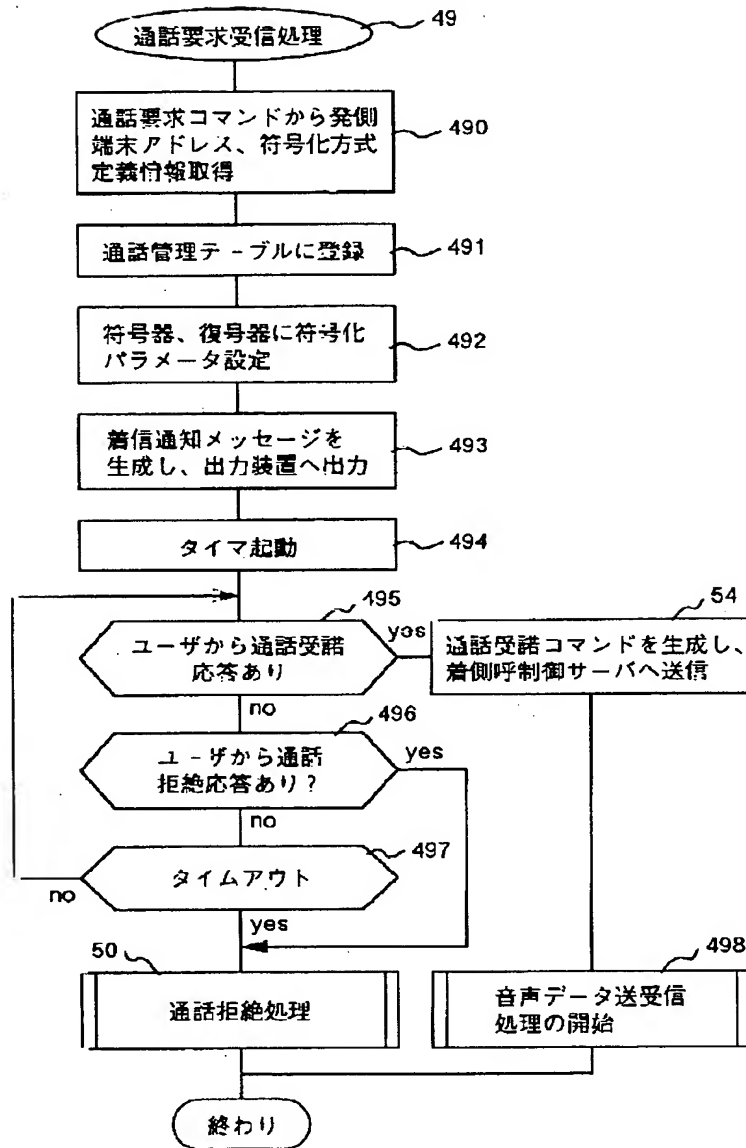 通話要求受信処理
49
通話要求コマンドから発側
端末アドレス、符号化方式
定義情報取得
490
通話管理テーブルに登録
491
符号器、復号器に符号化
パラメータ設定
492
着信通知メッセージを
生成し、出力装置へ出力
493
タイマ起動
494
495
ユーザから通話受諾
応答あり
yes
no
54
通話受諾コマンドを生成し、
着側呼制御サーバへ送信
496
ユーザから通話
拒絶応答あり?
yes
no
497
タイムアウト
no
yes
50
通話拒絶処理
498
音声データ送受信
処理の開始
終わり